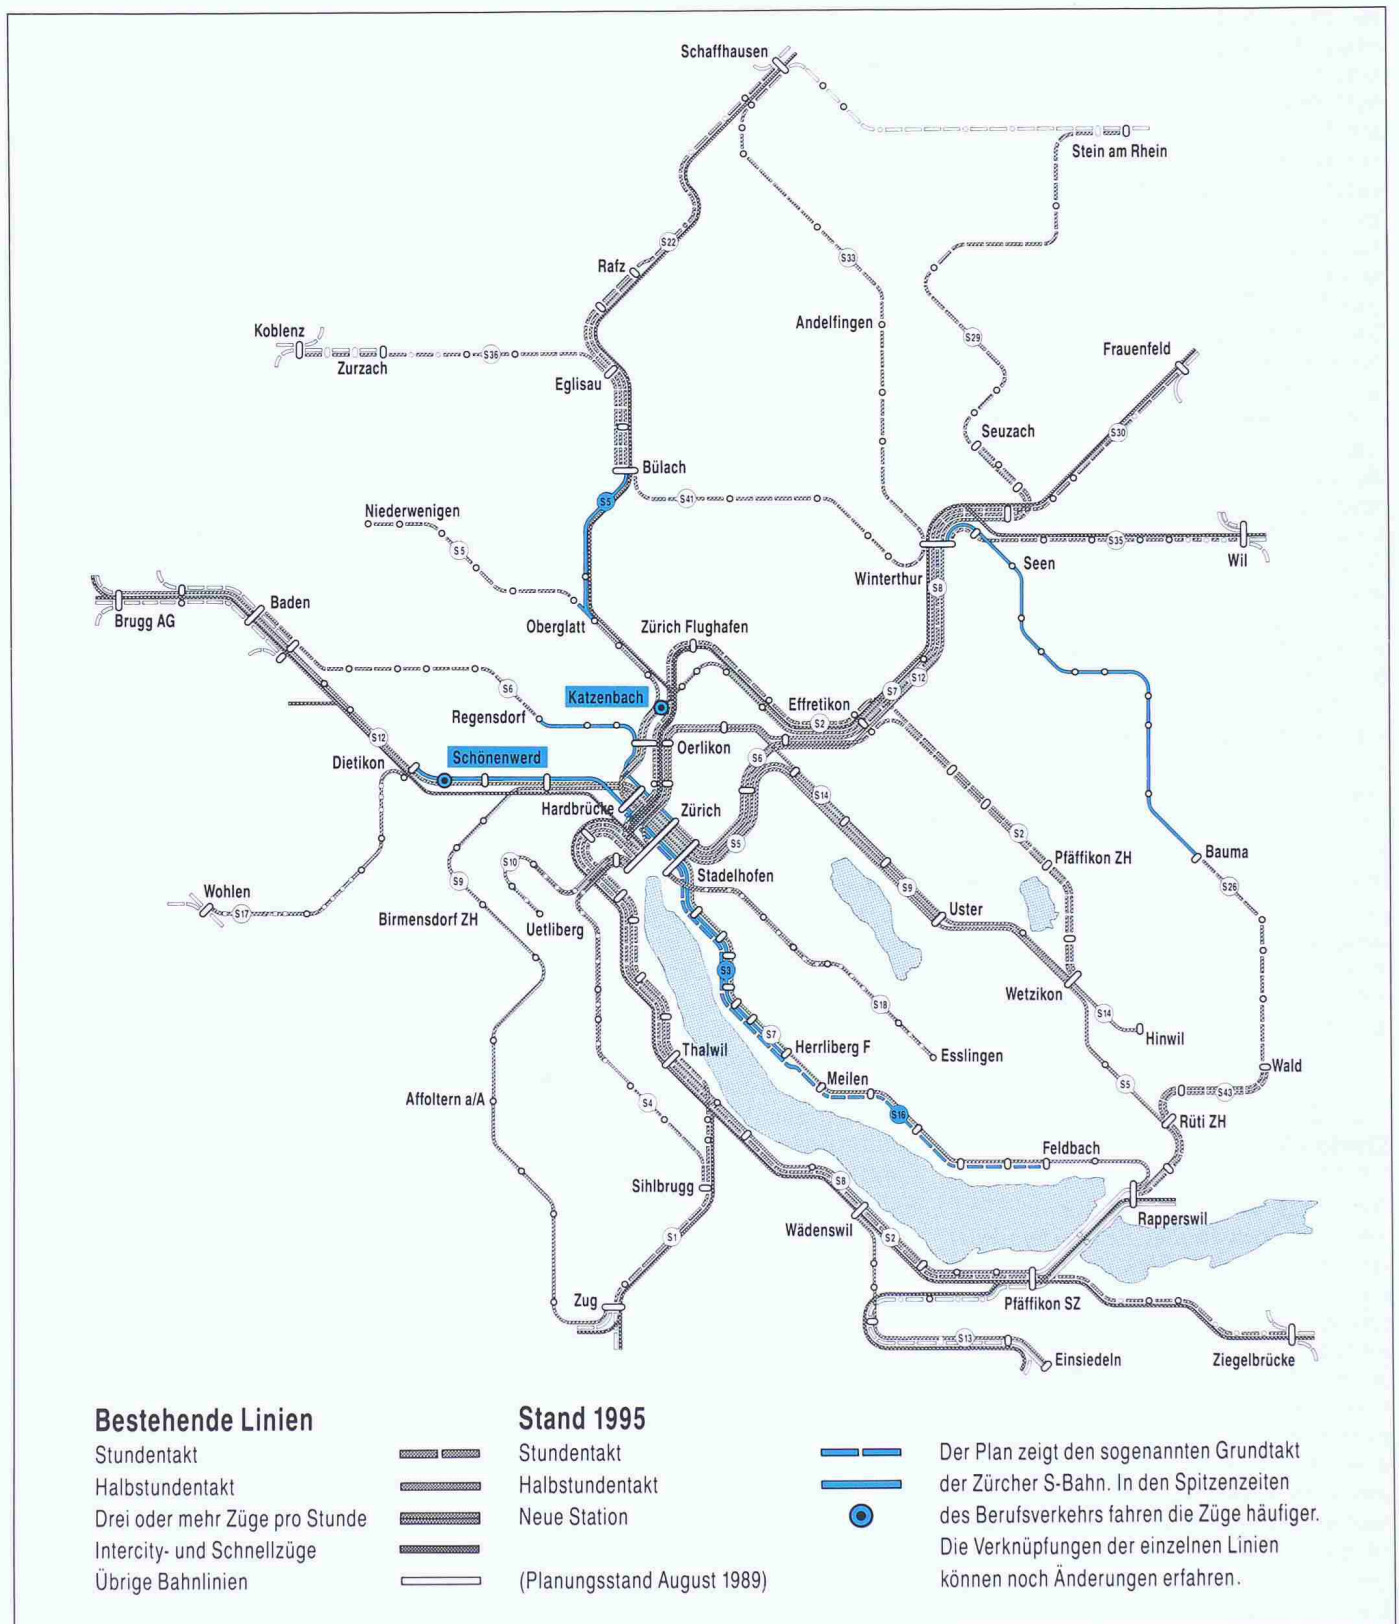 Schaffhausen
Stein am Rhein
S22
Rafz
S33
Andelfingen
S29
Koblenz
Zurzach
S36
Eglisau
Frauenfeld
Seuzach
S30
Bülach
S5
S41
Niederwenigen
S5
Winterthur
S35
Wil
Seen
S8
Brugg AG
Baden
Oberglatt
Zürich Flughafen
S6
Regensdorf
Katzenbach
Effretikon
S7
S12
S2
S12
Dietikon
Schönenwerd
Oerlikon
S6
S14
Hardbrücke
Zürich
S5
S2
Pfäffikon ZH
Bauma
S10
Stadelhofen
S9
S26
Wohlen
S17
S9
Birmensdorf ZH
Uetliberg
Uster
S3
Wetzikon
S18
S14
Hinwil
S7
Herrliberg F
Esslingen
Thalwil
Meilen
Wald
S5
S43
Affoltern a/A
S4
S16
Rüti ZH
Feldbach
Sihlbrugg
S8
Wädenswil
S2
Rapperswil
S1
Zug
Pfäffikon SZ
S13
Einsiedeln
Ziegelbrücke
Bestehende Linien
Stundentakt
Halbstundentakt
Drei oder mehr Züge pro Stunde
Intercity- und Schnellzüge
Übrige Bahnlinien
Stand 1995
Stundentakt
Halbstundentakt
Neue Station
(Planungsstand August 1989)
Der Plan zeigt den sogenannten Grundtakt
der Zürcher S-Bahn. In den Spitzenzeiten
des Berufsverkehrs fahren die Züge häufiger.
Die Verknüpfungen der einzelnen Linien
können noch Änderungen erfahren.